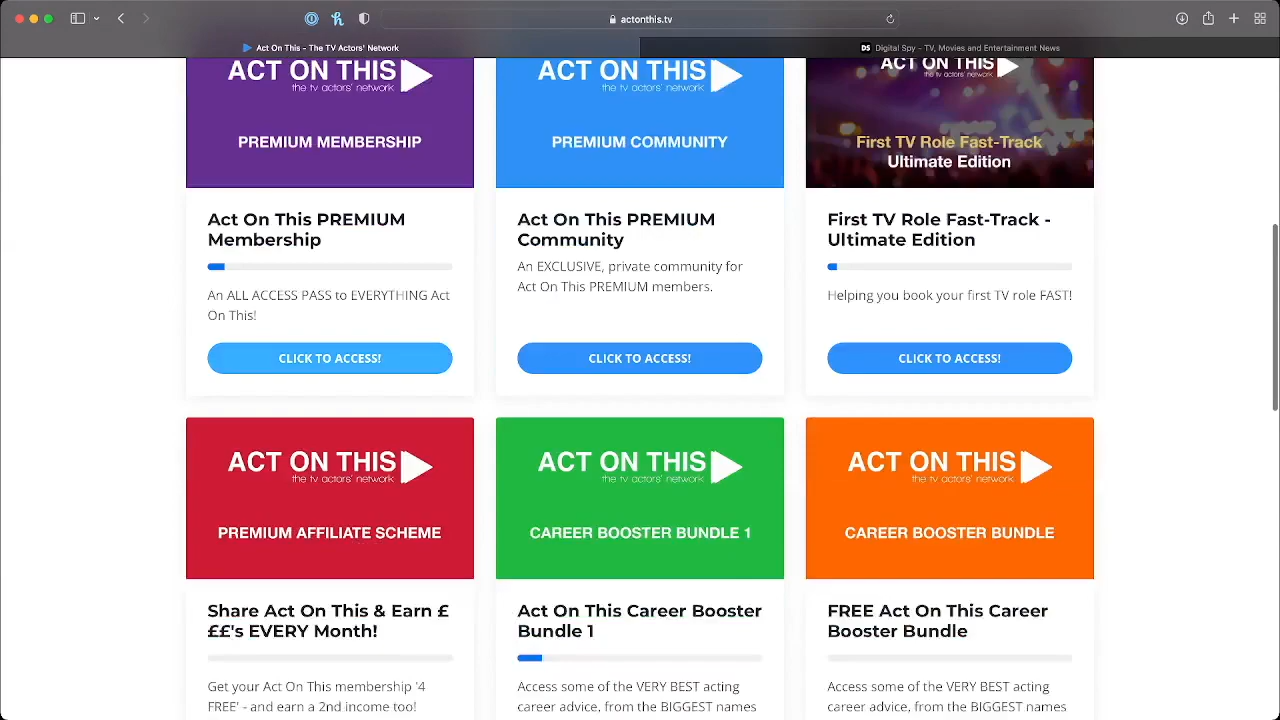 actonthis.tv
Act On This - The TV Actors' Network
Digital Spy - TV, Movies and Entertainment News
ACT ON THIS
the tv actors' network
PREMIUM MEMBERSHIP
ACT ON THIS
the tv actors' network
PREMIUM COMMUNITY
ACT ON THIS
the tv actors' network
First TV Role Fast-Track
Ultimate Edition
Act On This PREMIUM
Membership
An ALL ACCESS PASS to EVERYTHING Act
On This!
CLICK TO ACCESS!
Act On This PREMIUM
Community
An EXCLUSIVE, private community for
Act On This PREMIUM members.
CLICK TO ACCESS!
First TV Role Fast-Track -
Ultimate Edition
Helping you book your first TV role FAST!
CLICK TO ACCESS!
ACT ON THIS
the tv actors' network
PREMIUM AFFILIATE SCHEME
ACT ON THIS
the tv actors' network
CAREER BOOSTER BUNDLE 1
ACT ON THIS
the tv actors' network
CAREER BOOSTER BUNDLE
Share Act On This & Earn £
££'s EVERY Month!
Get your Act On This membership '4
FREE' - and earn a 2nd income too!
Act On This Career Booster
Bundle 1
Access some of the VERY BEST acting
career advice, from the BIGGEST names
FREE Act On This Career
Booster Bundle
Access some of the VERY BEST acting
career advice, from the BIGGEST names